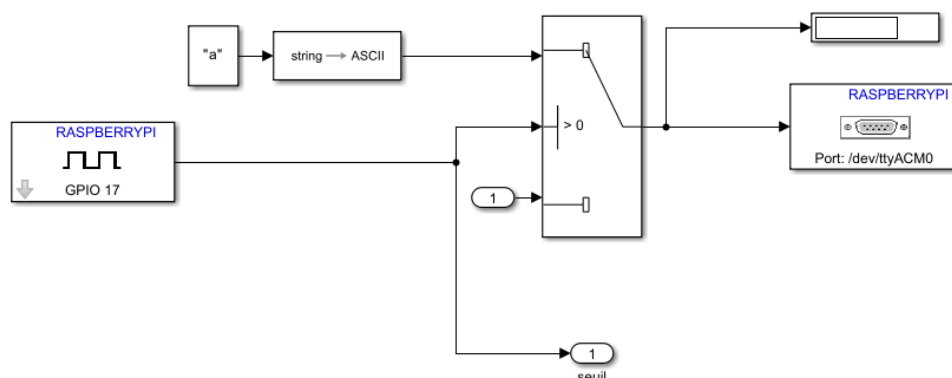 "a"
string → ASCII
RASPBERRYPI
GPIO 17
> 0
1
RASPBERRYPI
Port: /dev/ttyACM0
1
seuil